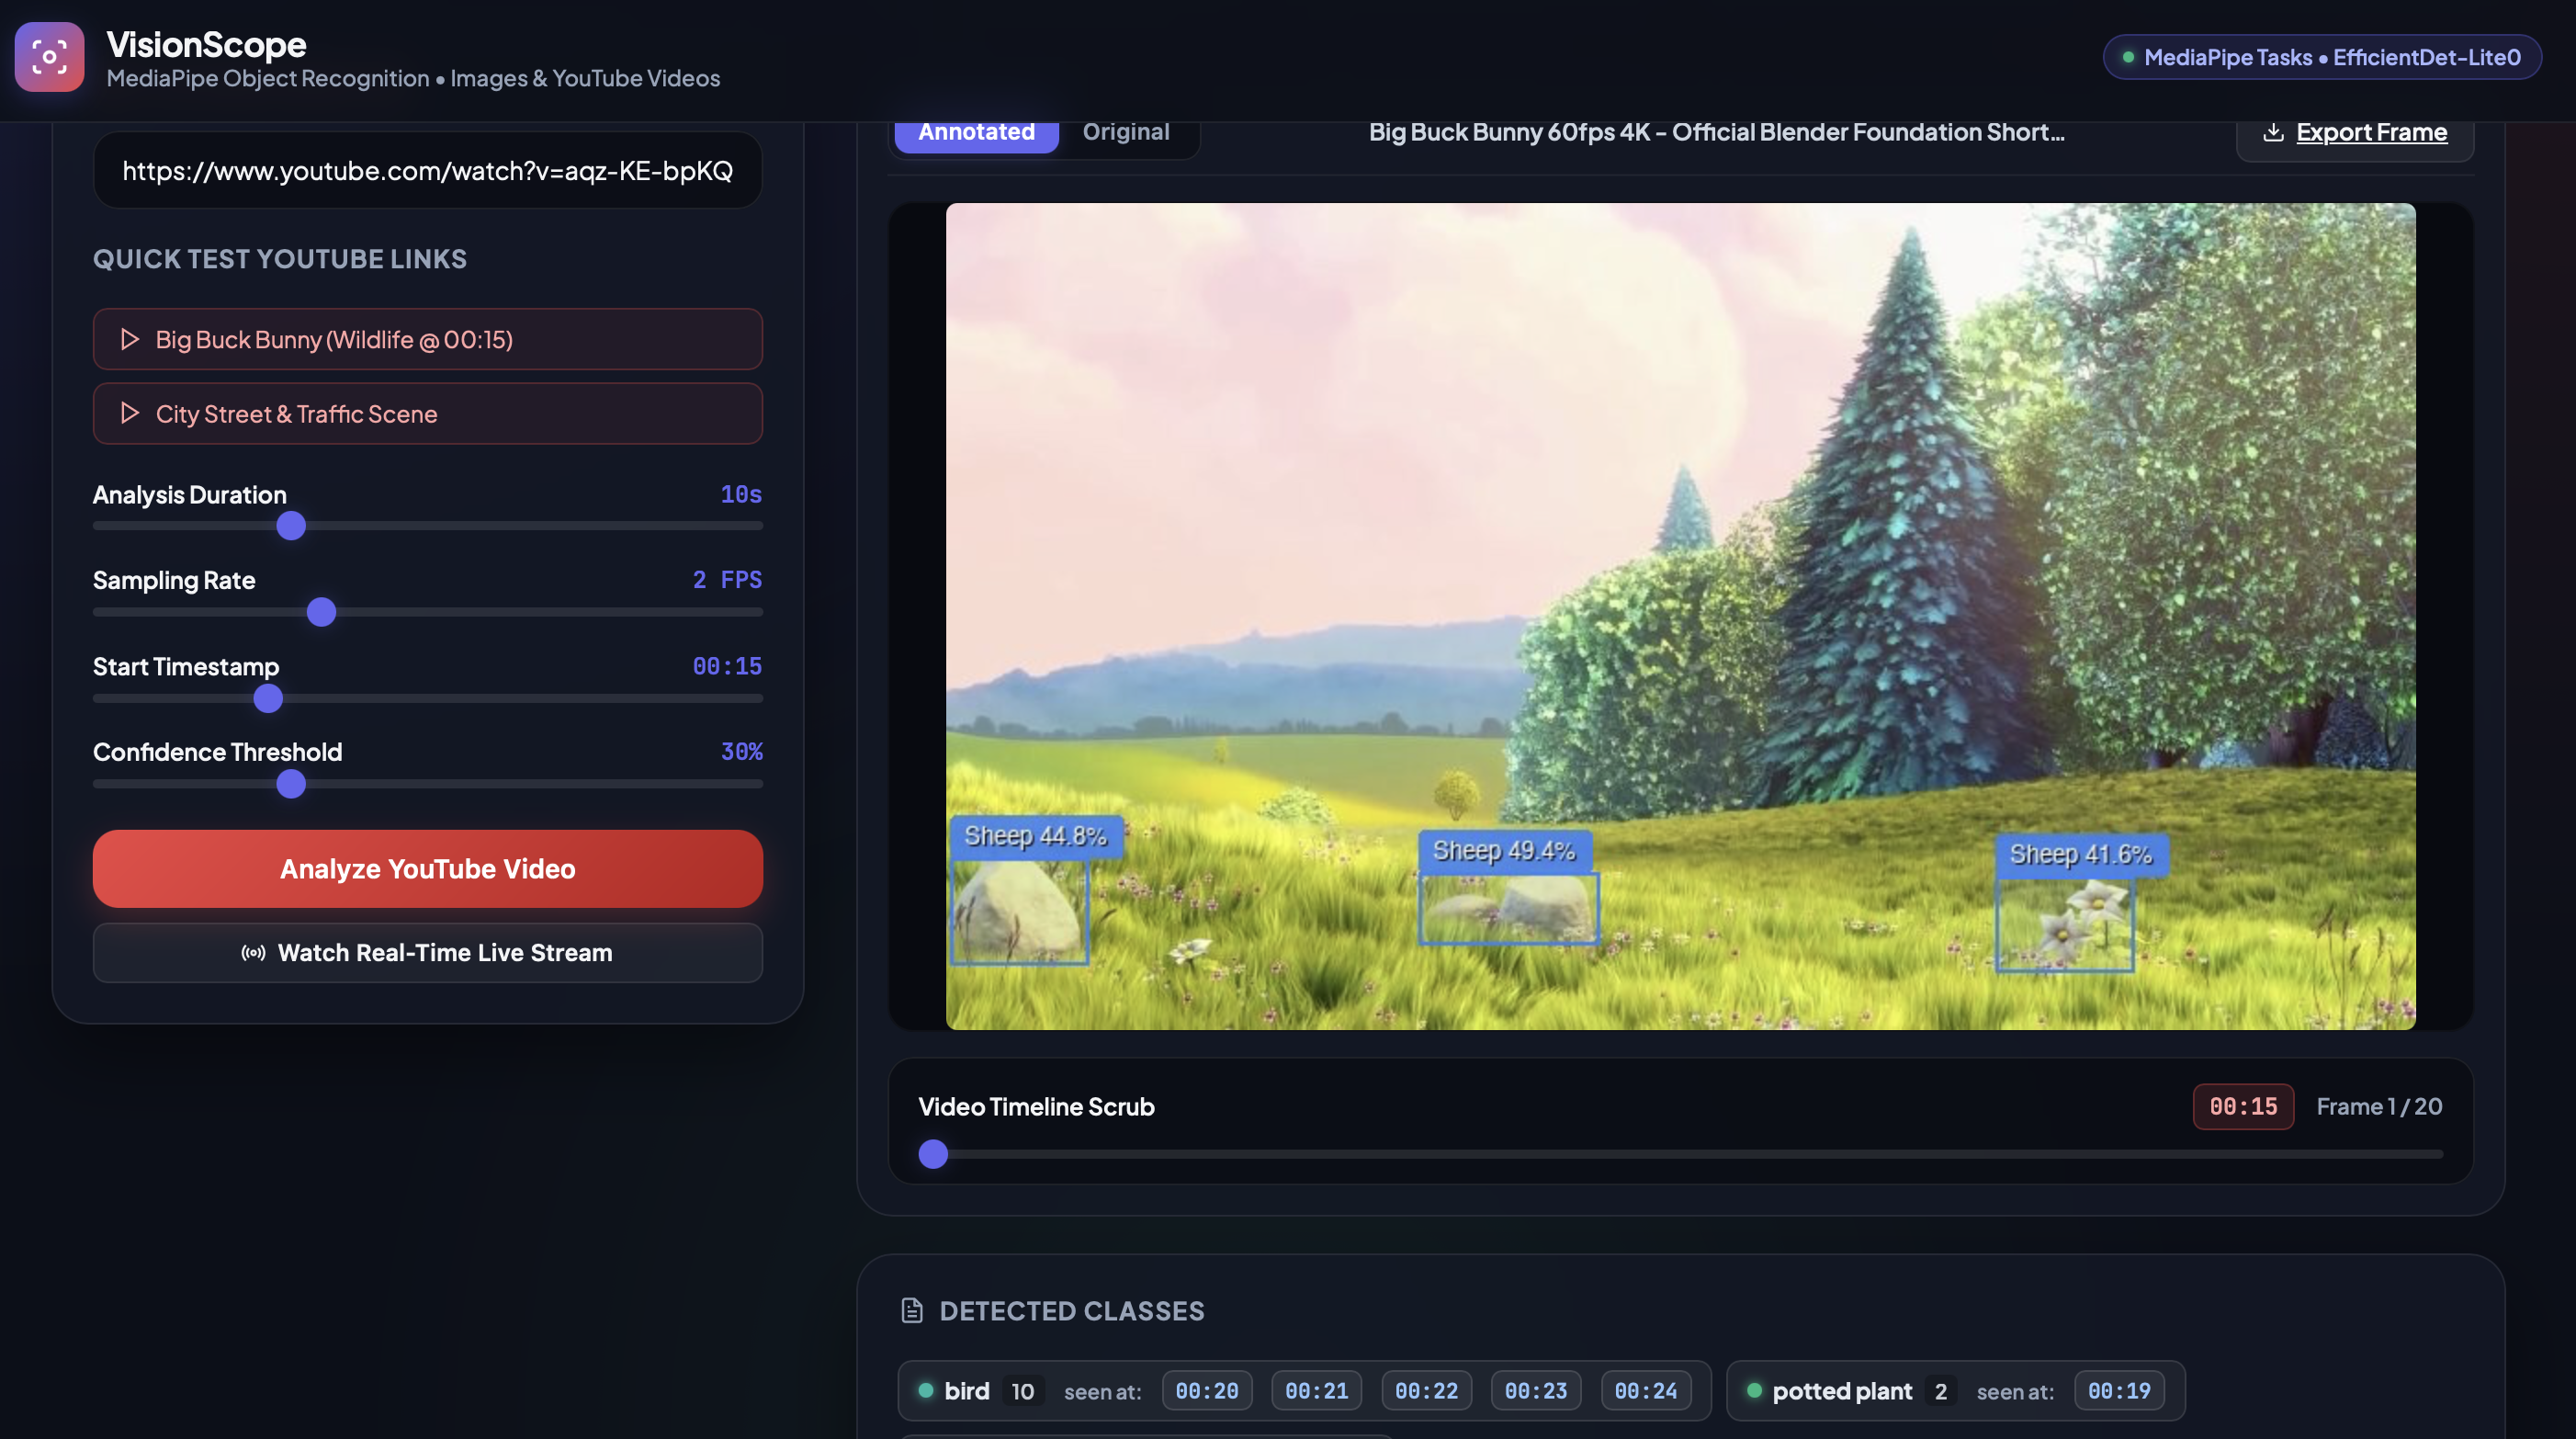 VisionScope
MediaPipe Object Recognition • Images & YouTube Videos
MediaPipe Tasks • EfficientDet-Lite0
https://www.youtube.com/watch?v=aqz-KE-bpKQ
QUICK TEST YOUTUBE LINKS
Big Buck Bunny (Wildlife @ 00:15)
City Street & Traffic Scene
Analysis Duration 10s
Sampling Rate 2 FPS
Start Timestamp 00:15
Confidence Threshold 30%
Analyze YouTube Video
Watch Real-Time Live Stream
Annotated Original Big Buck Bunny 60fps 4K - Official Blender Foundation Short... Export Frame
Sheep 44.8%
Sheep 49.4%
Sheep 41.6%
Video Timeline Scrub 00:15 Frame 1 / 20
DETECTED CLASSES
bird 10 seen at: 00:20 00:21 00:22 00:23 00:24 potted plant 2 seen at: 00:19